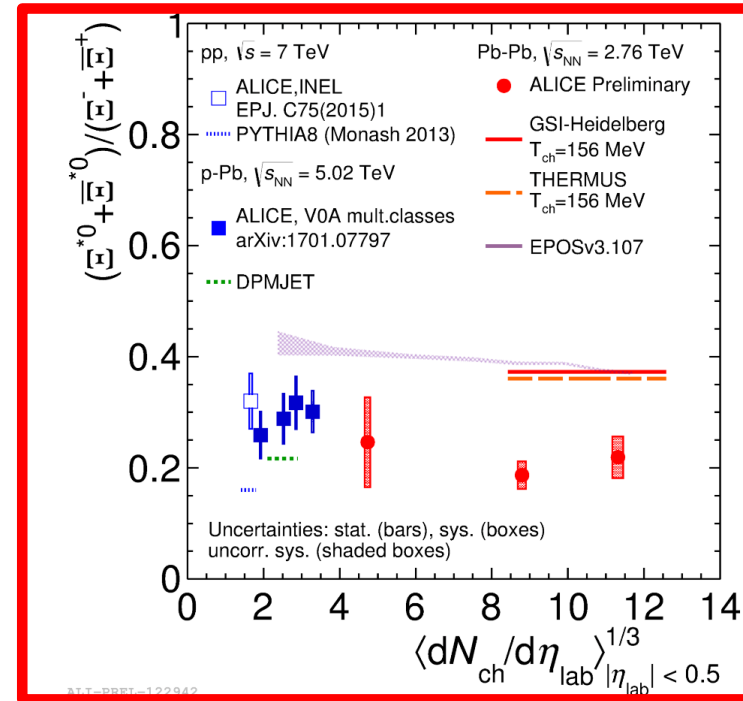 (Ξ*0+Ξ̅*0)/(Ξ-+Ξ̅+)
1
0.8
0.6
0.4
0.2
0
pp, √s = 7 TeV
ALICE,INEL
EPJ. C75(2015)1
PYTHIA8 (Monash 2013)
p-Pb, √sNN = 5.02 TeV
ALICE, V0A mult.classes
arXiv:1701.07797
DPMJET
Pb-Pb, √sNN = 2.76 TeV
ALICE Preliminary
GSI-Heidelberg
Tch=156 MeV
THERMUS
Tch=156 MeV
EPOSv3.107
Uncertainties: stat. (bars), sys. (boxes)
uncorr. sys. (shaded boxes)
0 2 4 6 8 10 12 14
⟨dNch/dηlab⟩1/3|ηlab| < 0.5
ALI-PREL-122942